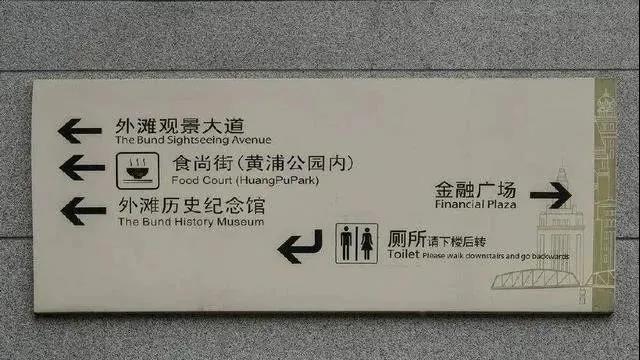 外滩观景大道
The Bund Sightseeing Avenue
食尚街(黄浦公园内)
Food Court (HuangPuPark)
外滩历史纪念馆
The Bund History Museum
金融广场
Financial Plaza
厕所请下楼后转
Toilet Please walk downstairs and go backwards